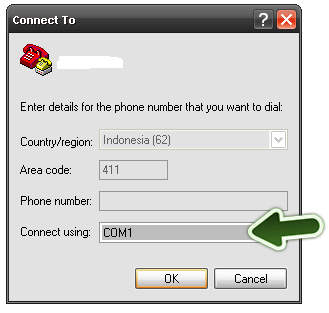 Connect To
Enter details for the phone number that you want to dial:
Country/region: Indonesia (62)
Area code: 411
Phone number:
Connect using: COM1
OK Cancel